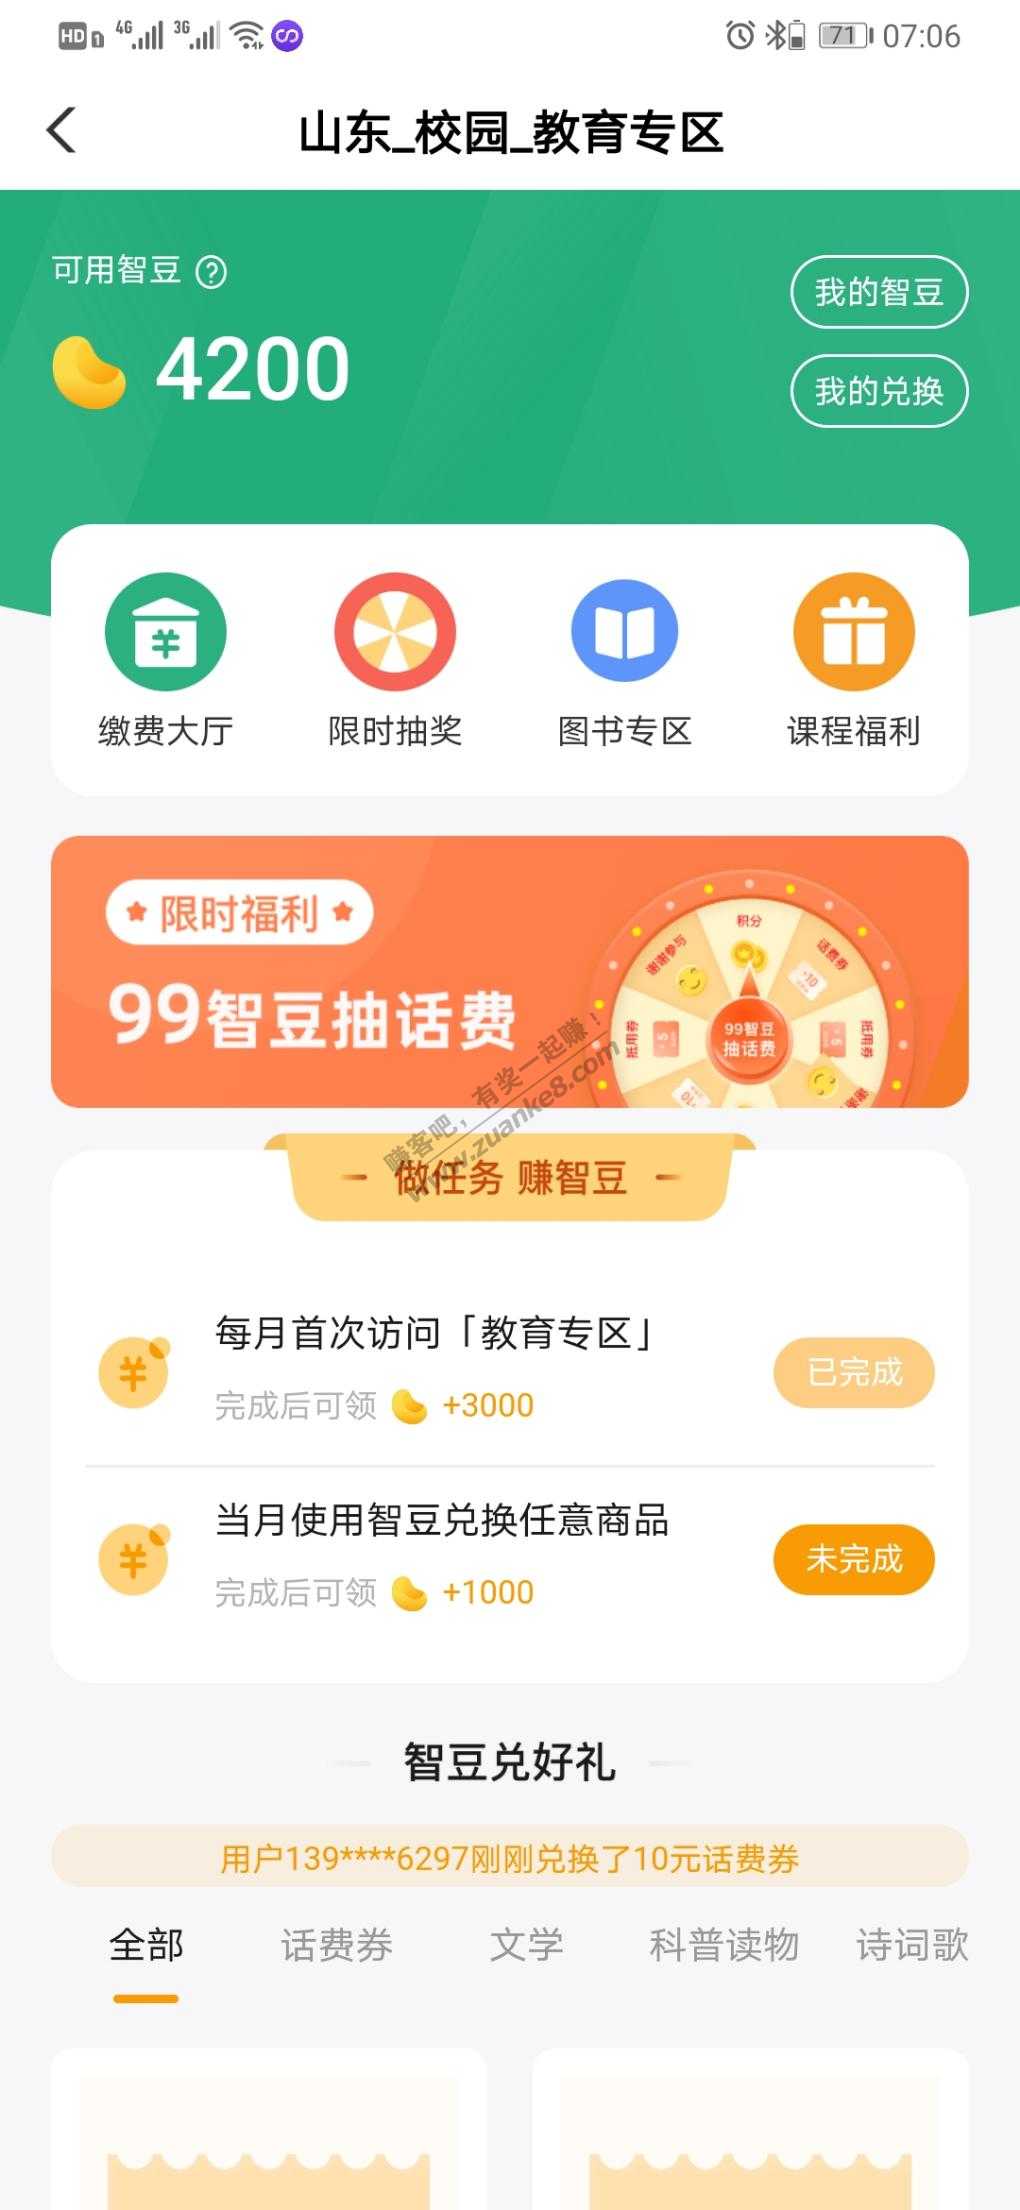 HD 1 4G 3G 71 07:06
山东_校园_教育专区
可用智豆 ?
我的智豆
4200
我的兑换
缴费大厅 限时抽奖 图书专区 课程福利
限时福利
99智豆抽话费
积分
谢谢参与
话费券
抵用券
抵用券
99智豆
抽话费
赚客吧，有奖一起赚！
www.zuanke8.com
做任务 赚智豆
每月首次访问「教育专区」
完成后可领 +3000
已完成
当月使用智豆兑换任意商品
完成后可领 +1000
未完成
智豆兑好礼
用户139****6297刚刚兑换了10元话费券
全部 话费券 文学 科普读物 诗词歌